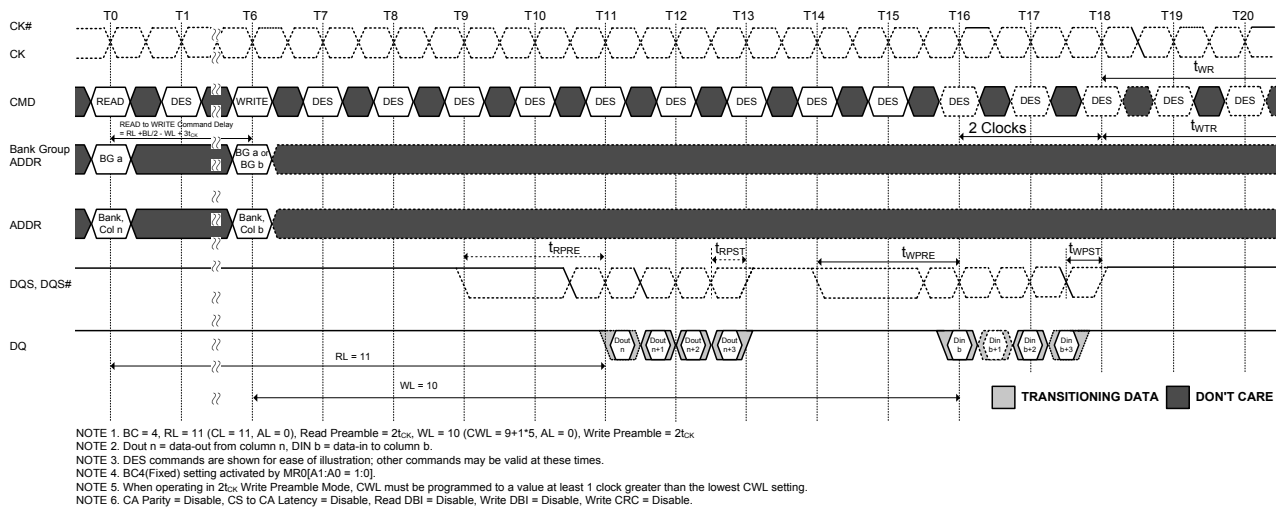 T0 T1 T6 T7 T8 T9 T10 T11 T12 T13 T14 T15 T16 T17 T18 T19 T20
CK#
CK
tWR
CMD READ DES WRITE DES DES DES DES DES DES DES DES DES DES DES DES DES DES
READ to WRITE Command Delay
= RL +BL/2 - WL + 3tCK
2 Clocks
tWTR
Bank Group
ADDR
BG a
BG a or
BG b
ADDR
Bank,
Col n
Bank,
Col b
tRPRE tRPST tWPRE tWPST
DQS, DQS#
DQ
Dout
n
Dout
n+1
Dout
n+2
Dout
n+3
Din
b
Din
b+1
Din
b+2
Din
b+3
RL = 11
WL = 10
TRANSITIONING DATA DON'T CARE
NOTE 1. BC = 4, RL = 11 (CL = 11, AL = 0), Read Preamble = 2tCK, WL = 10 (CWL = 9+1*5, AL = 0), Write Preamble = 2tCK
NOTE 2. Dout n = data-out from column n, DIN b = data-in to column b.
NOTE 3. DES commands are shown for ease of illustration; other commands may be valid at these times.
NOTE 4. BC4(Fixed) setting activated by MR0[A1:A0 = 1:0].
NOTE 5. When operating in 2tCK Write Preamble Mode, CWL must be programmed to a value at least 1 clock greater than the lowest CWL setting.
NOTE 6. CA Parity = Disable, CS to CA Latency = Disable, Read DBI = Disable, Write DBI = Disable, Write CRC = Disable.